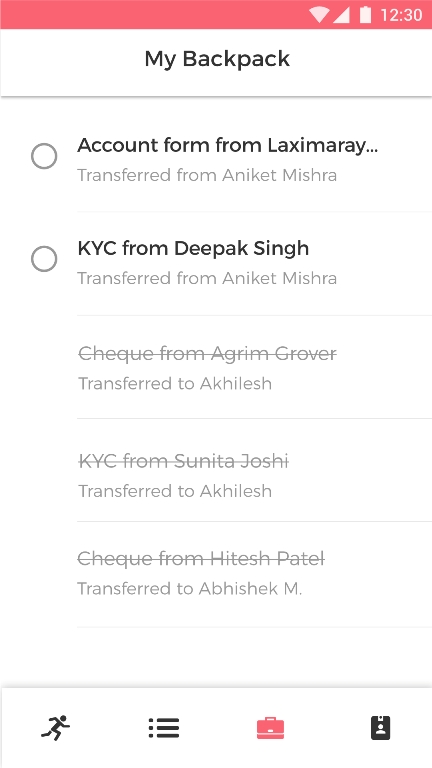 12:30
My Backpack
Account form from Laximaray...
Transferred from Aniket Mishra
KYC from Deepak Singh
Transferred from Aniket Mishra
Cheque from Agrim Grover
Transferred to Akhilesh
KYC from Sunita Joshi
Transferred to Akhilesh
Cheque from Hitesh Patel
Transferred to Abhishek M.